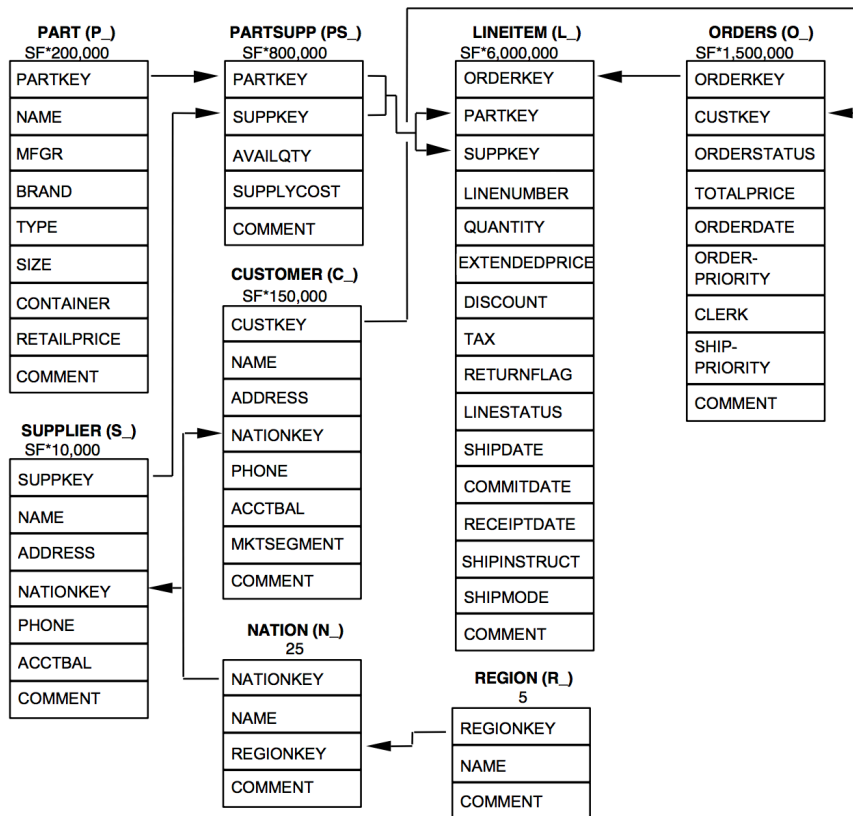 PART (P_)
SF*200,000
PARTKEY
NAME
MFGR
BRAND
TYPE
SIZE
CONTAINER
RETAILPRICE
COMMENT
SUPPLIER (S_)
SF*10,000
SUPPKEY
NAME
ADDRESS
NATIONKEY
PHONE
ACCTBAL
COMMENT
PARTSUPP (PS_)
SF*800,000
PARTKEY
SUPPKEY
AVAILQTY
SUPPLYCOST
COMMENT
CUSTOMER (C_)
SF*150,000
CUSTKEY
NAME
ADDRESS
NATIONKEY
PHONE
ACCTBAL
MKTSEGMENT
COMMENT
NATION (N_)
25
NATIONKEY
NAME
REGIONKEY
COMMENT
LINEITEM (L_)
SF*6,000,000
ORDERKEY
PARTKEY
SUPPKEY
LINENUMBER
QUANTITY
EXTENDEDPRICE
DISCOUNT
TAX
RETURNFLAG
LINESTATUS
SHIPDATE
COMMITDATE
RECEIPTDATE
SHIPINSTRUCT
SHIPMODE
COMMENT
REGION (R_)
5
REGIONKEY
NAME
COMMENT
ORDERS (O_)
SF*1,500,000
ORDERKEY
CUSTKEY
ORDERSTATUS
TOTALPRICE
ORDERDATE
ORDER-
PRIORITY
CLERK
SHIP-
PRIORITY
COMMENT